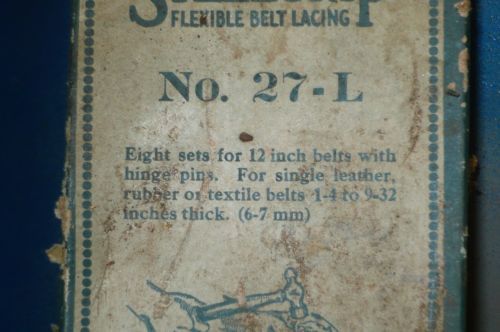 FLEXIBLE BELT LACING
No. 27-L
Eight sets for 12 inch belts with
hinge pins. For single leather,
rubber or textile belts 1-4 to 9-32
inches thick. (6-7 mm)